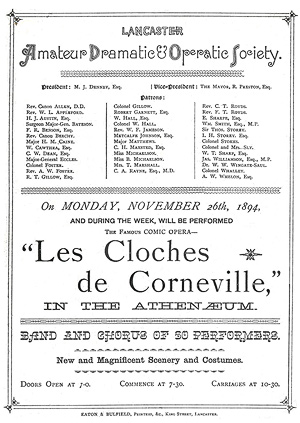 LANCASTER
Amateur Dramatic & Operatic Society.
President: M. J. DENNEY, ESQ. Vice-President: THE MAYOR, R. PRESTON, ESQ.
Patrons:
REV. CANON ALLEN, D.D. COLONEL GILLOW. REV. C. T. ROYDS.
REV. W. L. APPERFORD. ROBERT GARNETT, ESQ. REV. F. T. ROYDS.
H. J. AUSTIN, ESQ. W. HALL, ESQ. E. SHARPE, ESQ.
SURGEON MAJOR-GEN. BATESON. COLONEL W. HALL. WM. SMITH, ESQ., M.P.
F. R. BENSON, ESQ. REV. W. F. JAMESON. SIR THOS. STOREY.
REV. CANON METCALFE JOHNSON, ESQ. I. H. STOREY, ESQ.
MAJOR H. M. CAINE. MAJOR MATTHEWS. COLONEL STOREY.
W. CAWTHRA, ESQ. C. H. MARRIOTT, ESQ. COLONEL AND MRS. SLY.
C. W. DEAN, ESQ. MISS MICHAELSON. W. T. SHARP, ESQ.
MAJOR-GENERAL ECCLES. MISS B. MICHAELSON. JAS. WILLIAMSON, ESQ., M.P.
COLONEL FOSTER. MR. T. MARSHALL. DR. W. W. WINGATE-SAUL.
REV. A. W. FOSTER. C. A. RAYNE, ESQ., M.D. COLONEL WHALLEY.
R. T. GILLOW, ESQ. A. W. WHELON, ESQ.
ON MONDAY, NOVEMBER 26th, 1894,
AND DURING THE WEEK, WILL BE PERFORMED
THE FAMOUS COMIC OPERA—
"Les Cloches
de Corneville,"
IN THE ATHENÆUM.
BAND AND CHORUS OF 50 PERFORMERS.
New and Magnificent Scenery and Costumes.
DOORS OPEN AT 7-0. COMMENCE AT 7-30. CARRIAGES AT 10-30.
EATON & BULFIELD, PRINTERS, &c., KING STREET, LANCASTER.